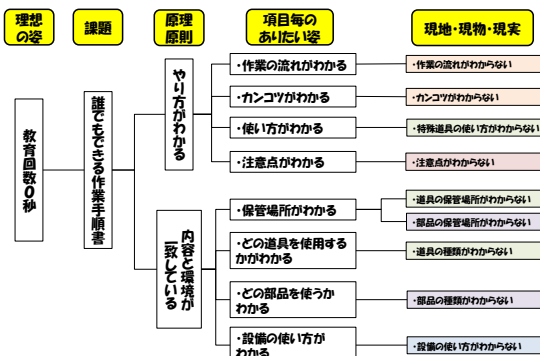 理想
の姿
課題
原理
原則
項目毎の
ありたい姿
現地・現物・現実
教育回数0秒
誰でもできる作業手順書
やり方がわかる
・作業の流れがわかる
・作業の流れがわからない
・カンコツがわかる
・カンコツがわからない
・使い方がわかる
・特殊道具の使い方がわからない
・注意点がわかる
・注意点がわからない
内容と環境が
一致している
・保管場所がわかる
・道具の保管場所がわからない
・部品の保管場所がわからない
・どの道具を使用する
かがわかる
・道具の種類がわからない
・どの部品を使うか
わかる
・部品の種類がわからない
・設備の使い方が
わかる
・設備の使い方がわからない